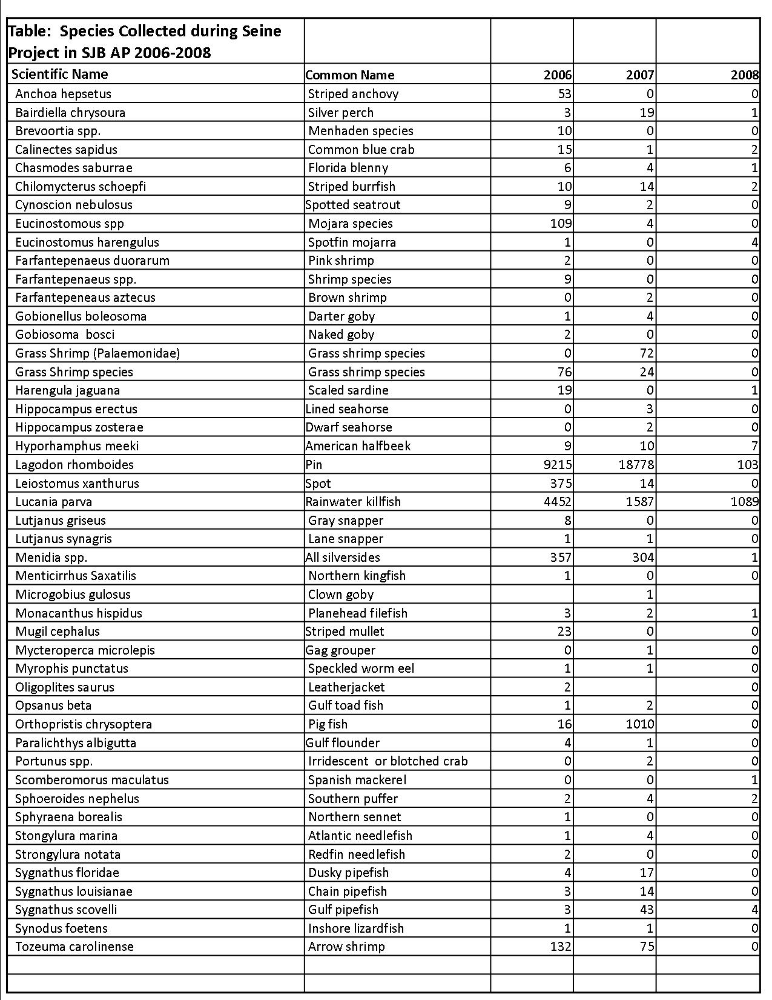 Table:  Species Collected during Seine
Project in SJB AP 2006-2008
Scientific Name Common Name 2006 2007 2008
Anchoa hepsetus Striped anchovy 53 0 0
Bairdiella chrysoura Silver perch 3 19 1
Brevoortia spp. Menhaden species 10 0 0
Calinectes sapidus Common blue crab 15 1 2
Chasmodes saburrae Florida blenny 6 4 1
Chilomycterus schoepfi Striped burrfish 10 14 2
Cynoscion nebulosus Spotted seatrout 9 2 0
Eucinostomous spp Mojara species 109 4 0
Eucinostomus harengulus Spotfin mojarra 1 0 4
Farfantepenaeus duorarum Pink shrimp 2 0 0
Farfantepenaeus spp. Shrimp species 9 0 0
Farfantepeneaus aztecus Brown shrimp 0 2 0
Gobionellus boleosoma Darter goby 1 4 0
Gobiosoma  bosci Naked goby 2 0 0
Grass Shrimp (Palaemonidae) Grass shrimp species 0 72 0
Grass Shrimp species Grass shrimp species 76 24 0
Harengula jaguana Scaled sardine 19 0 1
Hippocampus erectus Lined seahorse 0 3 0
Hippocampus zosterae Dwarf seahorse 0 2 0
Hyporhamphus meeki American halfbeek 9 10 7
Lagodon rhomboides Pin 9215 18778 103
Leiostomus xanthurus Spot 375 14 0
Lucania parva Rainwater killfish 4452 1587 1089
Lutjanus griseus Gray snapper 8 0 0
Lutjanus synagris Lane snapper 1 1 0
Menidia spp. All silversides 357 304 1
Menticirrhus Saxatilis Northern kingfish 1 0 0
Microgobius gulosus Clown goby 1
Monacanthus hispidus Planehead filefish 3 2 1
Mugil cephalus Striped mullet 23 0 0
Mycteroperca microlepis Gag grouper 0 1 0
Myrophis punctatus Speckled worm eel 1 1 0
Oligoplites saurus Leatherjacket 2 0
Opsanus beta Gulf toad fish 1 2 0
Orthopristis chrysoptera Pig fish 16 1010 0
Paralichthys albigutta Gulf flounder 4 1 0
Portunus spp. Irridescent  or blotched crab 0 2 0
Scomberomorus maculatus Spanish mackerel 0 0 1
Sphoeroides nephelus Southern puffer 2 4 2
Sphyraena borealis Northern sennet 1 0 0
Stongylura marina Atlantic needlefish 1 4 0
Strongylura notata Redfin needlefish 2 0 0
Sygnathus floridae Dusky pipefish 4 17 0
Sygnathus louisianae Chain pipefish 3 14 0
Sygnathus scovelli Gulf pipefish 3 43 4
Synodus foetens Inshore lizardfish 1 1 0
Tozeuma carolinense Arrow shrimp 132 75 0